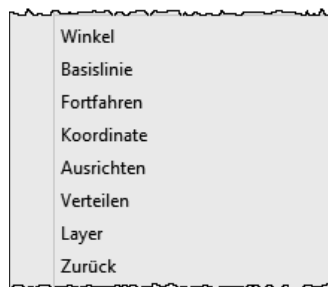 Winkel
Basislinie
Fortfahren
Koordinate
Ausrichten
Verteilen
Layer
Zurück